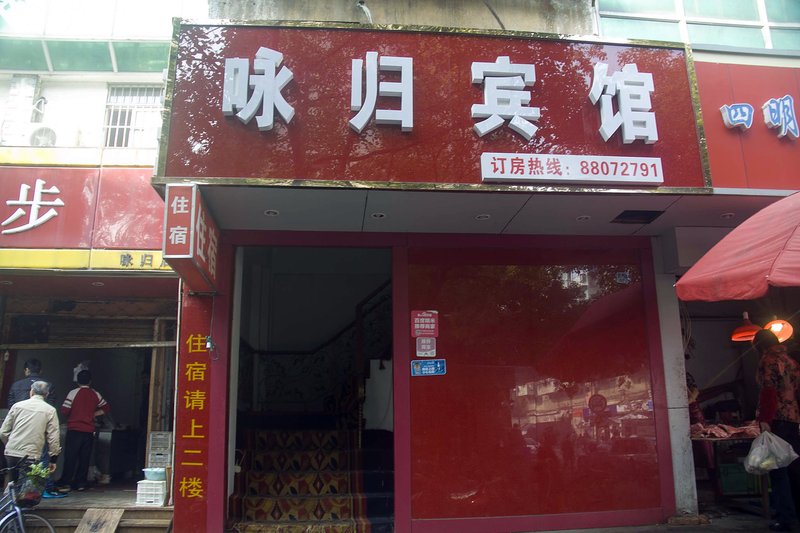 咏归宾馆
订房热线：88072791
四明
步
咏归
住宿
住宿
住宿请上二楼